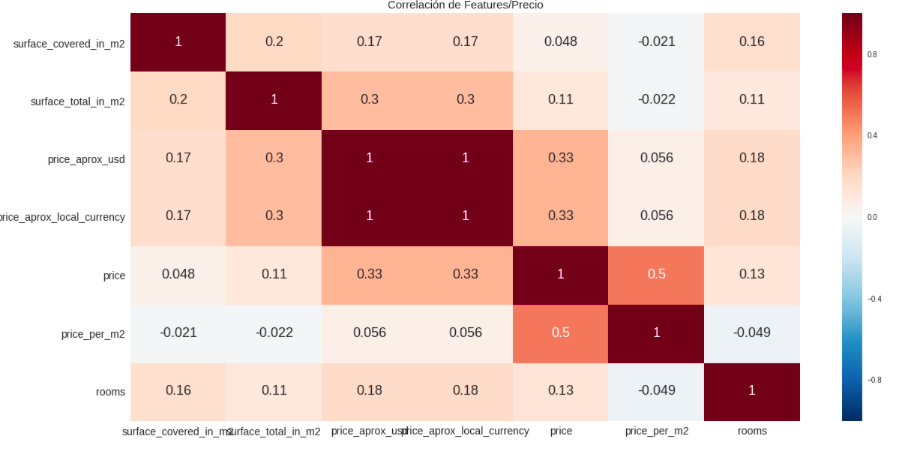 Correlación de Features/Precio
surface_covered_in_m2 1 0.2 0.17 0.17 0.048 -0.021 0.16
surface_total_in_m2 0.2 1 0.3 0.3 0.11 -0.022 0.11
price_aprox_usd 0.17 0.3 1 1 0.33 0.056 0.18
price_aprox_local_currency 0.17 0.3 1 1 0.33 0.056 0.18
price 0.048 0.11 0.33 0.33 1 0.5 0.13
price_per_m2 -0.021 -0.022 0.056 0.056 0.5 1 -0.049
rooms 0.16 0.11 0.18 0.18 0.13 -0.049 1
surface_covered_in_m2 surface_total_in_m2 price_aprox_usd price_aprox_local_currency price price_per_m2 rooms
0.8
0.4
0.0
-0.4
-0.8